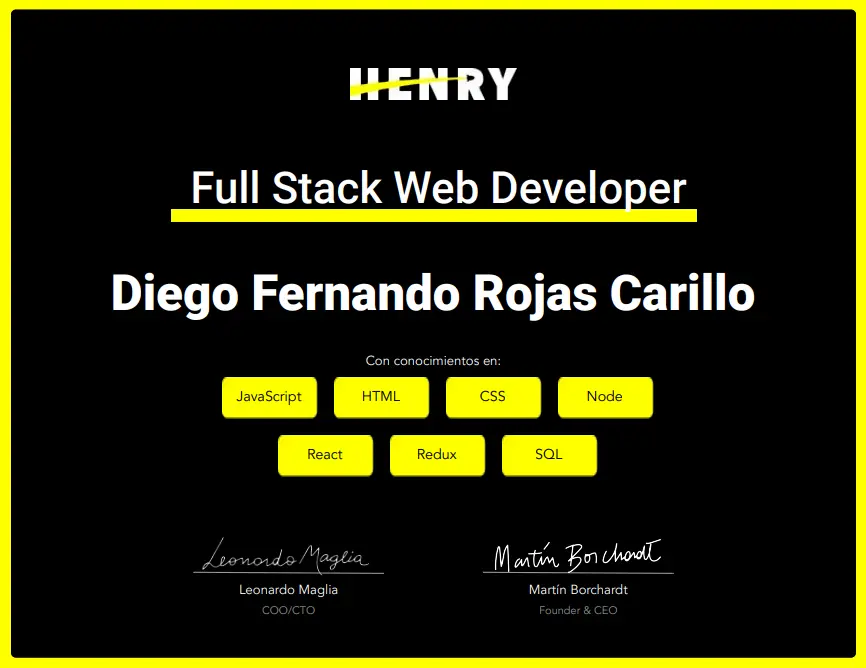 HENRY
Full Stack Web Developer
Diego Fernando Rojas Carillo
Con conocimientos en:
JavaScript HTML CSS Node
React Redux SQL
Leonardo Maglia Martín Borchardt
Leonardo Maglia Martín Borchardt
COO/CTO Founder & CEO